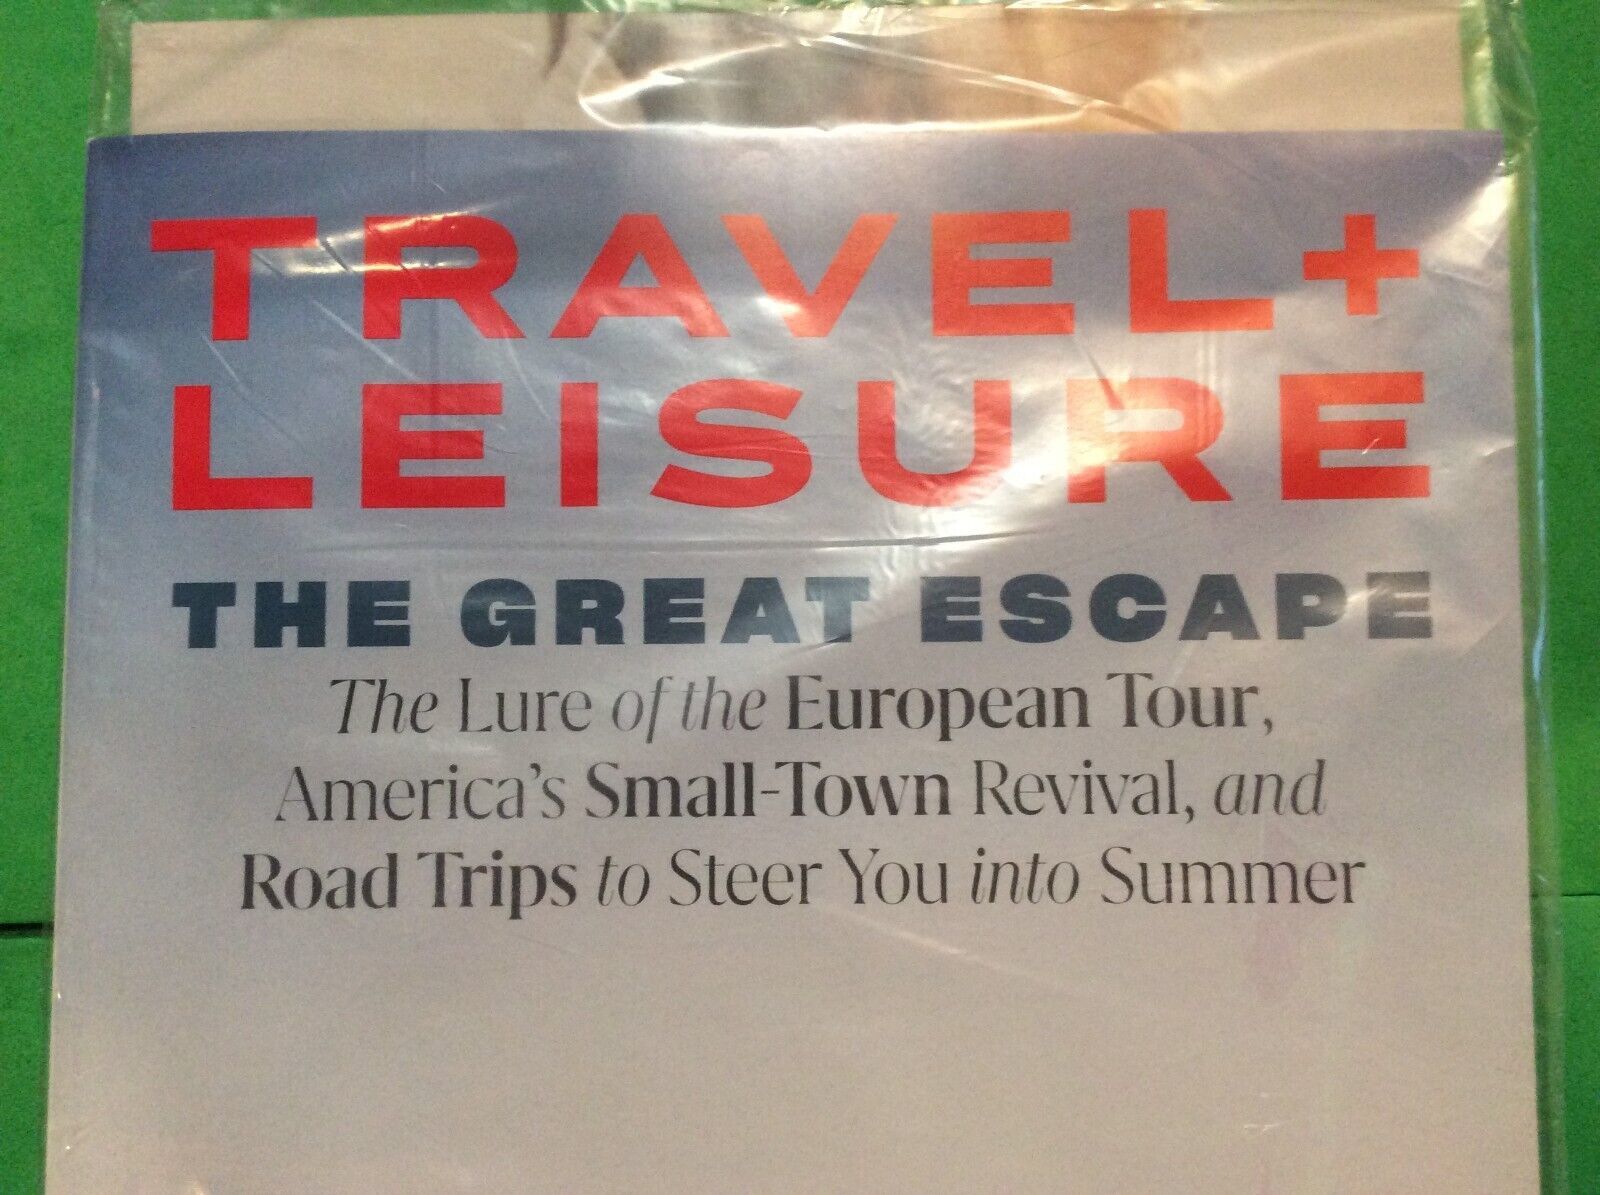 TRAVEL+
LEISURE
THE GREAT ESCAPE
The Lure of the European Tour,
America's Small-Town Revival, and
Road Trips to Steer You into Summer